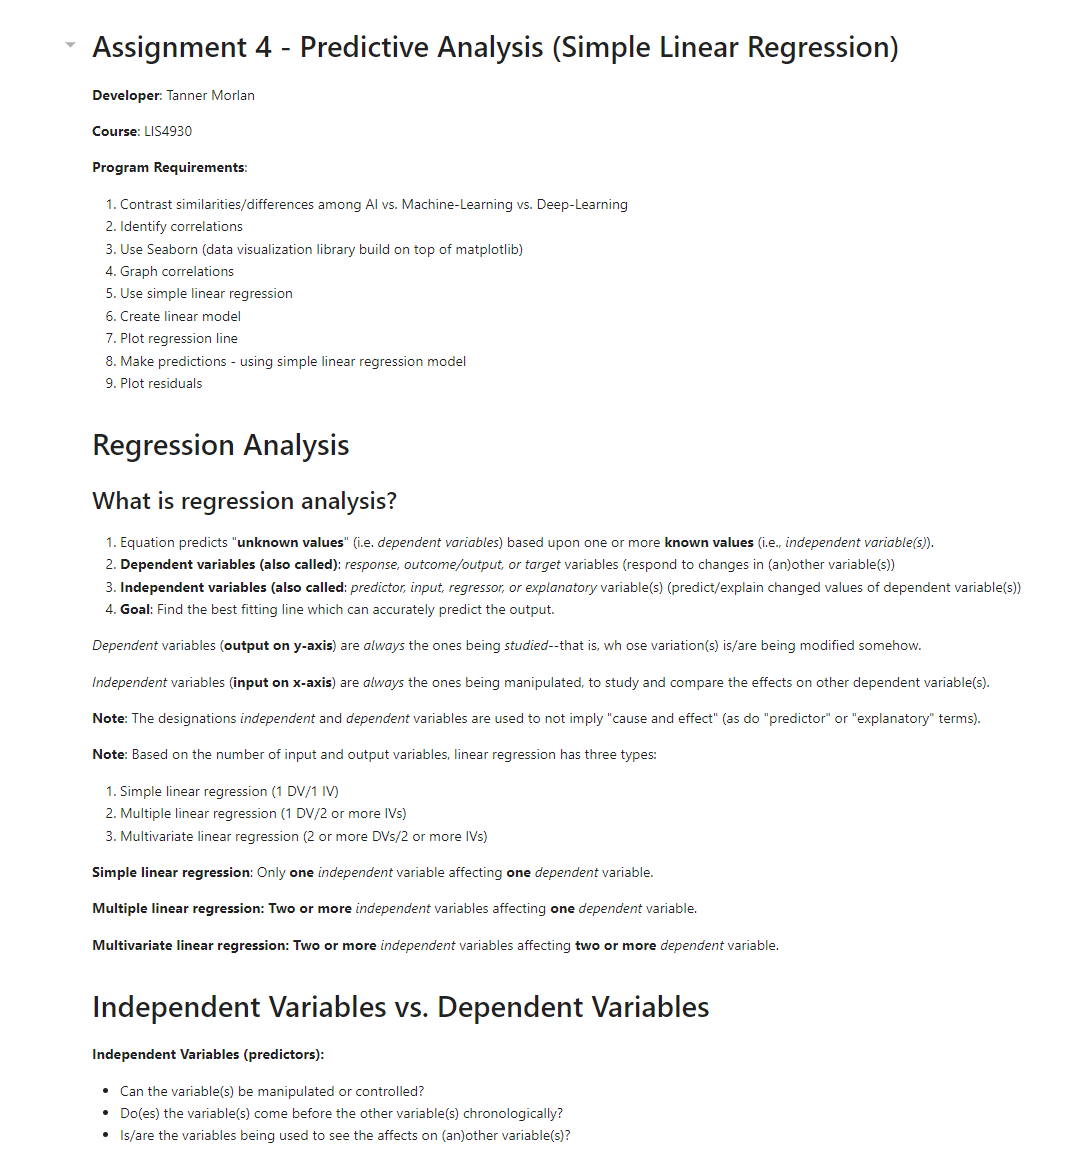 Assignment 4 - Predictive Analysis (Simple Linear Regression)
Developer: Tanner Morlan
Course: LIS4930
Program Requirements:
1. Contrast similarities/differences among AI vs. Machine-Learning vs. Deep-Learning
2. Identify correlations
3. Use Seaborn (data visualization library build on top of matplotlib)
4. Graph correlations
5. Use simple linear regression
6. Create linear model
7. Plot regression line
8. Make predictions - using simple linear regression model
9. Plot residuals
Regression Analysis
What is regression analysis?
1. Equation predicts "unknown values" (i.e. dependent variables) based upon one or more known values (i.e., independent variable(s)).
2. Dependent variables (also called): response, outcome/output, or target variables (respond to changes in (an)other variable(s))
3. Independent variables (also called: predictor, input, regressor, or explanatory variable(s) (predict/explain changed values of dependent variable(s))
4. Goal: Find the best fitting line which can accurately predict the output.
Dependent variables (output on y-axis) are always the ones being studied--that is, wh ose variation(s) is/are being modified somehow.
Independent variables (input on x-axis) are always the ones being manipulated, to study and compare the effects on other dependent variable(s).
Note: The designations independent and dependent variables are used to not imply "cause and effect" (as do "predictor" or "explanatory" terms).
Note: Based on the number of input and output variables, linear regression has three types:
1. Simple linear regression (1 DV/1 IV)
2. Multiple linear regression (1 DV/2 or more IVs)
3. Multivariate linear regression (2 or more DVs/2 or more IVs)
Simple linear regression: Only one independent variable affecting one dependent variable.
Multiple linear regression: Two or more independent variables affecting one dependent variable.
Multivariate linear regression: Two or more independent variables affecting two or more dependent variable.
Independent Variables vs. Dependent Variables
Independent Variables (predictors):
• Can the variable(s) be manipulated or controlled?
• Do(es) the variable(s) come before the other variable(s) chronologically?
• Is/are the variables being used to see the affects on (an)other variable(s)?